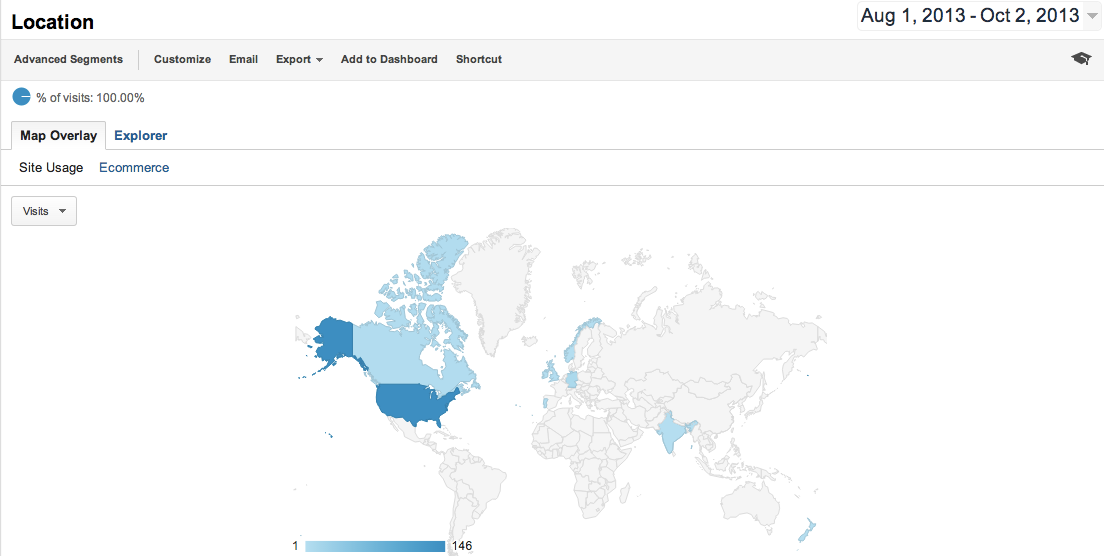 Location
Aug 1, 2013 - Oct 2, 2013
Advanced Segments Customize Email Export Add to Dashboard Shortcut
% of visits: 100.00%
Map Overlay Explorer
Site Usage Ecommerce
Visits
1 146